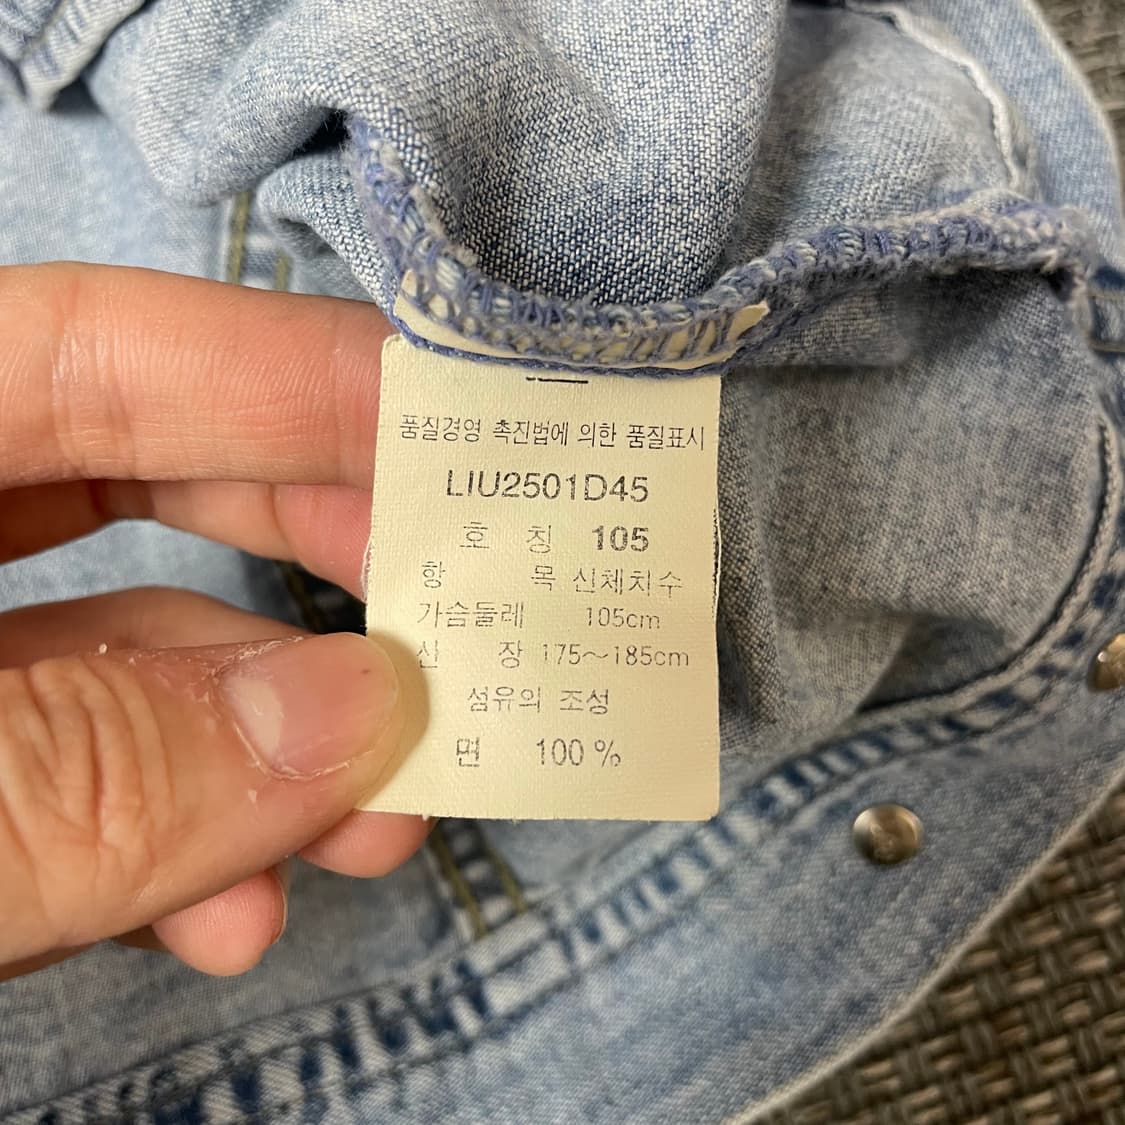 품질경영 촉진법에 의한 품질표시
LIU2501D45
호 칭 105
항 목 신체치수
가슴둘레 105cm
신 장 175~185cm
섬유의 조성
면 100%